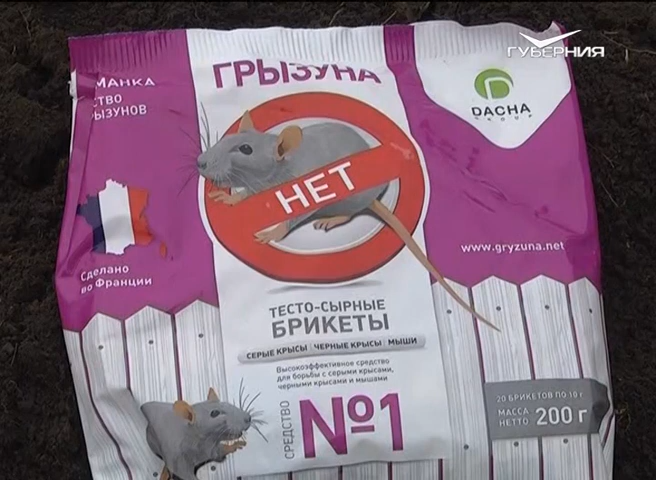 ГУБЕРНИЯ
МАНКА
СТВО
РЫЗУНОВ
ГРЫЗУНА
DACHA
НЕТ
www.gryzuna.net
Сделано
во Франции
ТЕСТО-СЫРНЫЕ
БРИКЕТЫ
СЕРЫЕ КРЫСЫ | ЧЕРНЫЕ КРЫСЫ | МЫШИ
Высокоэффективное средство
для борьбы с серыми крысами,
черными крысами и мышами
СРЕДСТВО
№1
20 БРИКЕТОВ ПО 10 г
МАССА
НЕТТО 200 г